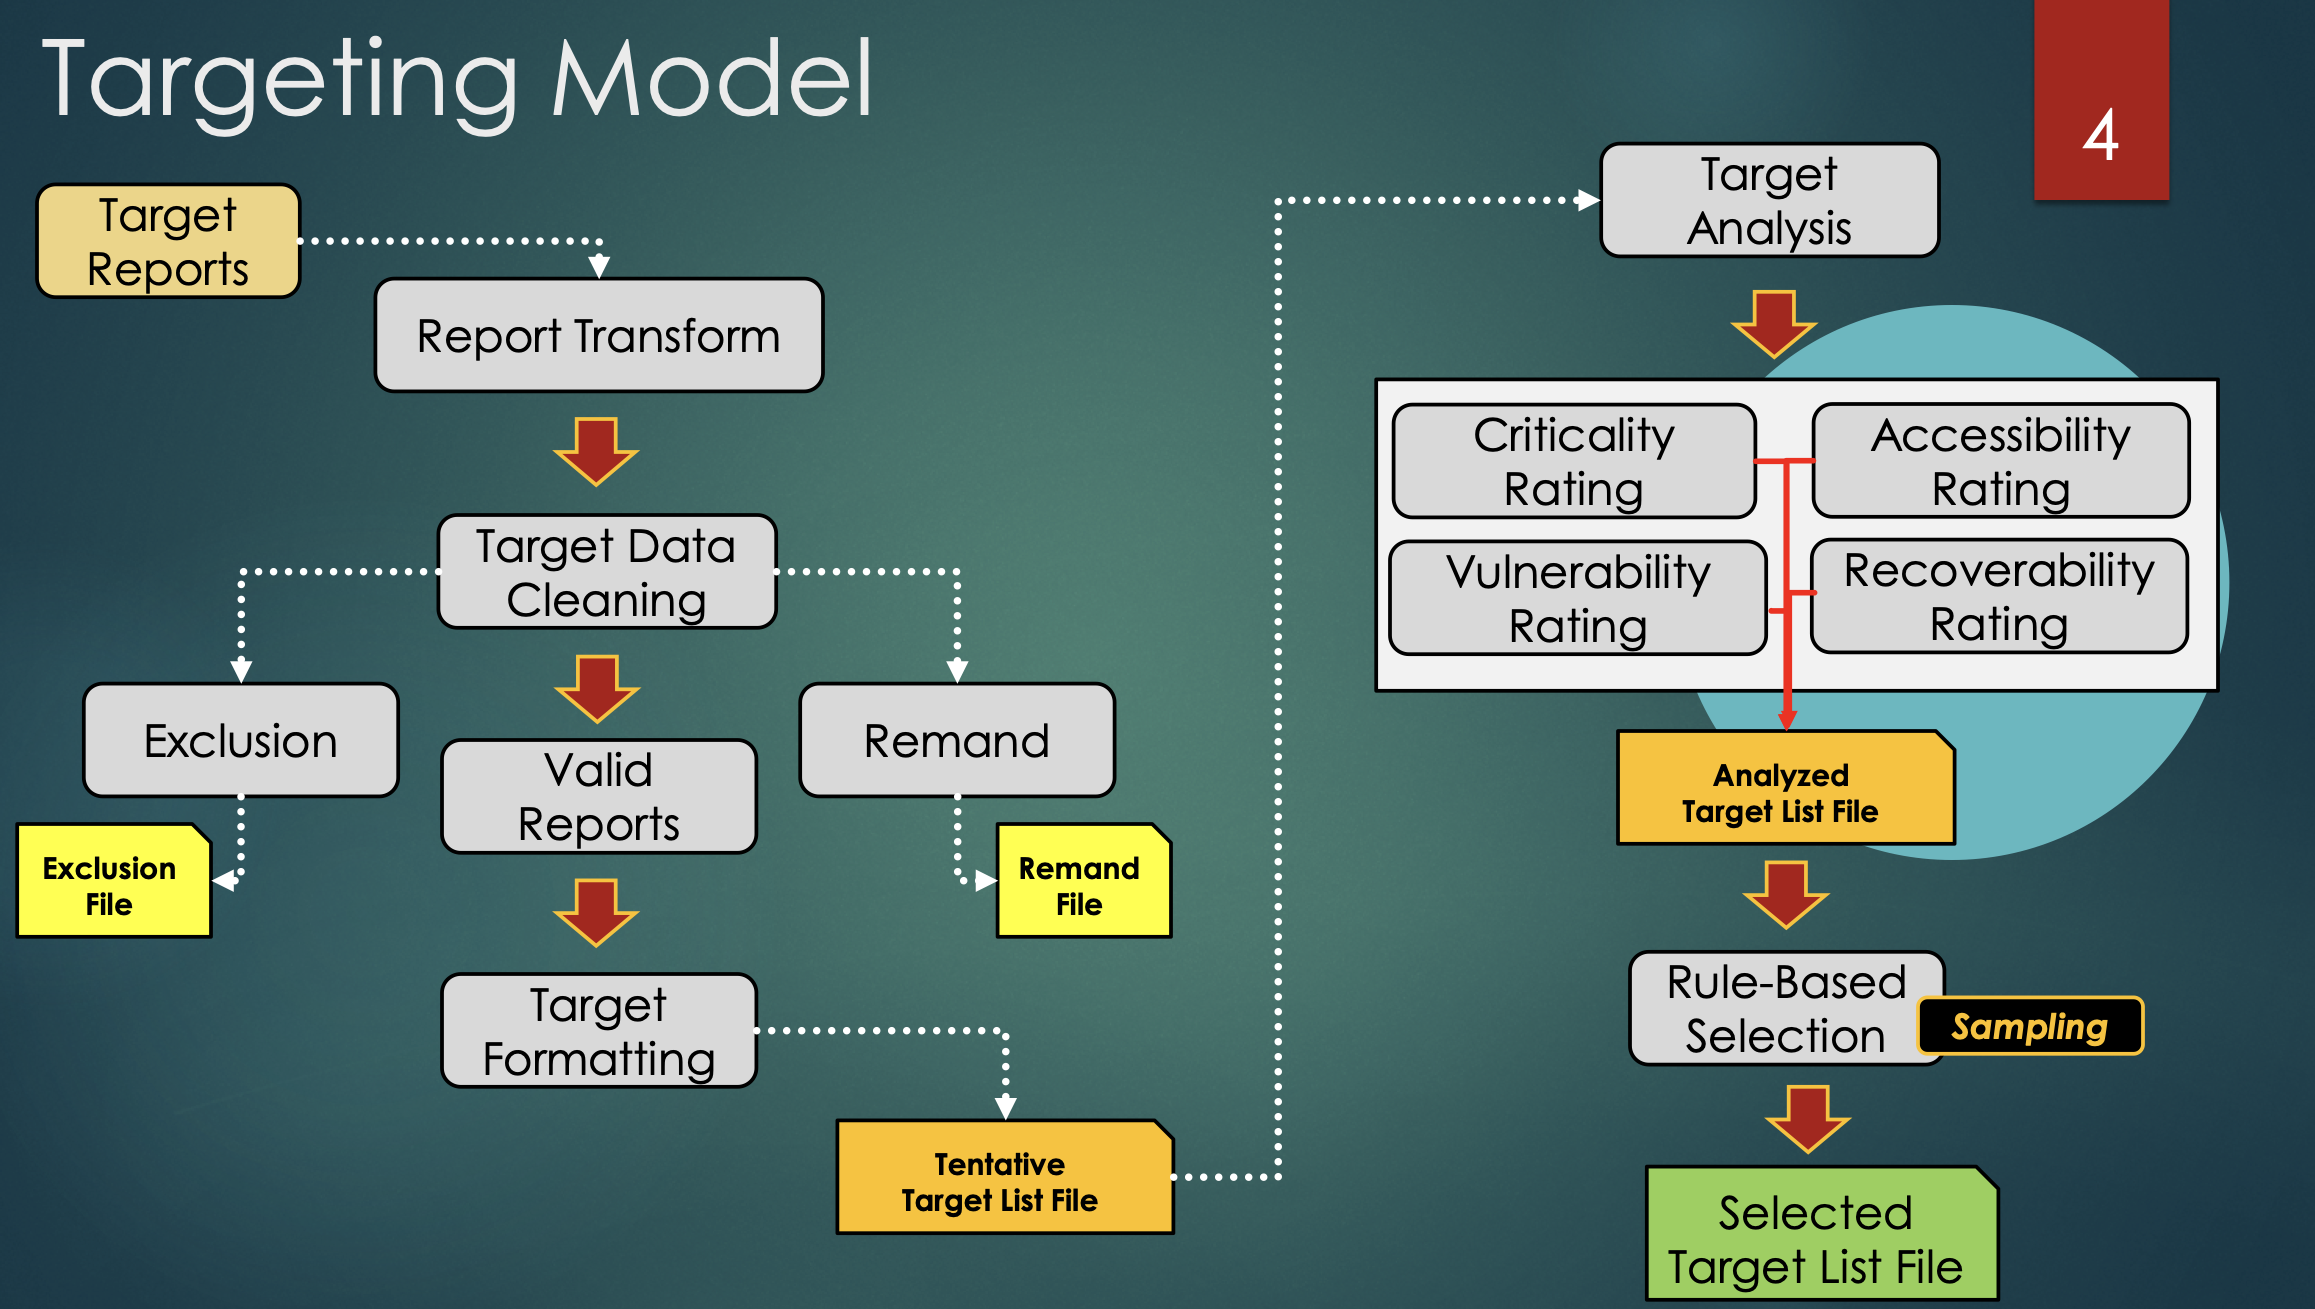 Targeting Model
4
Target
Reports
Report Transform
Target Data
Cleaning
Exclusion
Valid
Reports
Remand
Exclusion
File
Remand
File
Target
Formatting
Tentative
Target List File
Target
Analysis
Criticality
Rating
Accessibility
Rating
Vulnerability
Rating
Recoverability
Rating
Analyzed
Target List File
Rule-Based
Selection
Sampling
Selected
Target List File